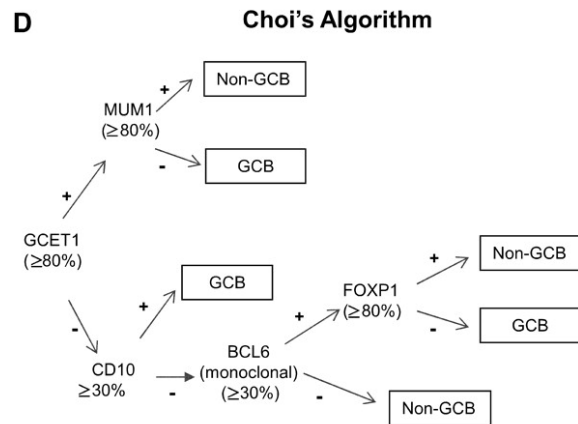 D
Choi's Algorithm
+
Non-GCB
MUM1
(≥80%)
-
GCB
+
GCET1
(≥80%)
-
GCB
+
CD10
≥30%
-
BCL6
(monoclonal)
(≥30%)
+
FOXP1
(≥80%)
+
Non-GCB
-
GCB
-
Non-GCB